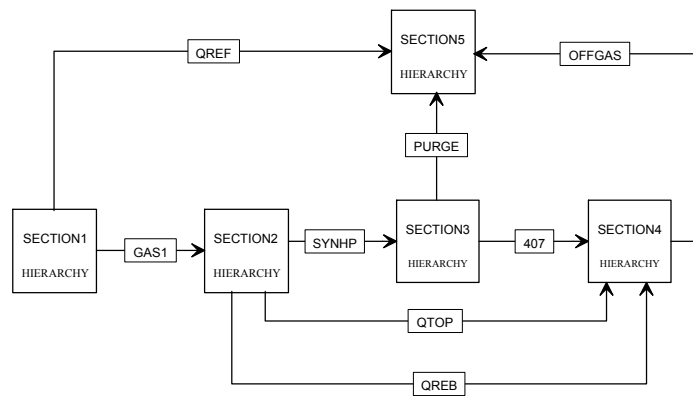 SECTION5
HIERARCHY
QREF
OFFGAS
PURGE
SECTION1
HIERARCHY
GAS1
SECTION2
HIERARCHY
SYNHP
SECTION3
HIERARCHY
407
SECTION4
HIERARCHY
QTOP
QREB